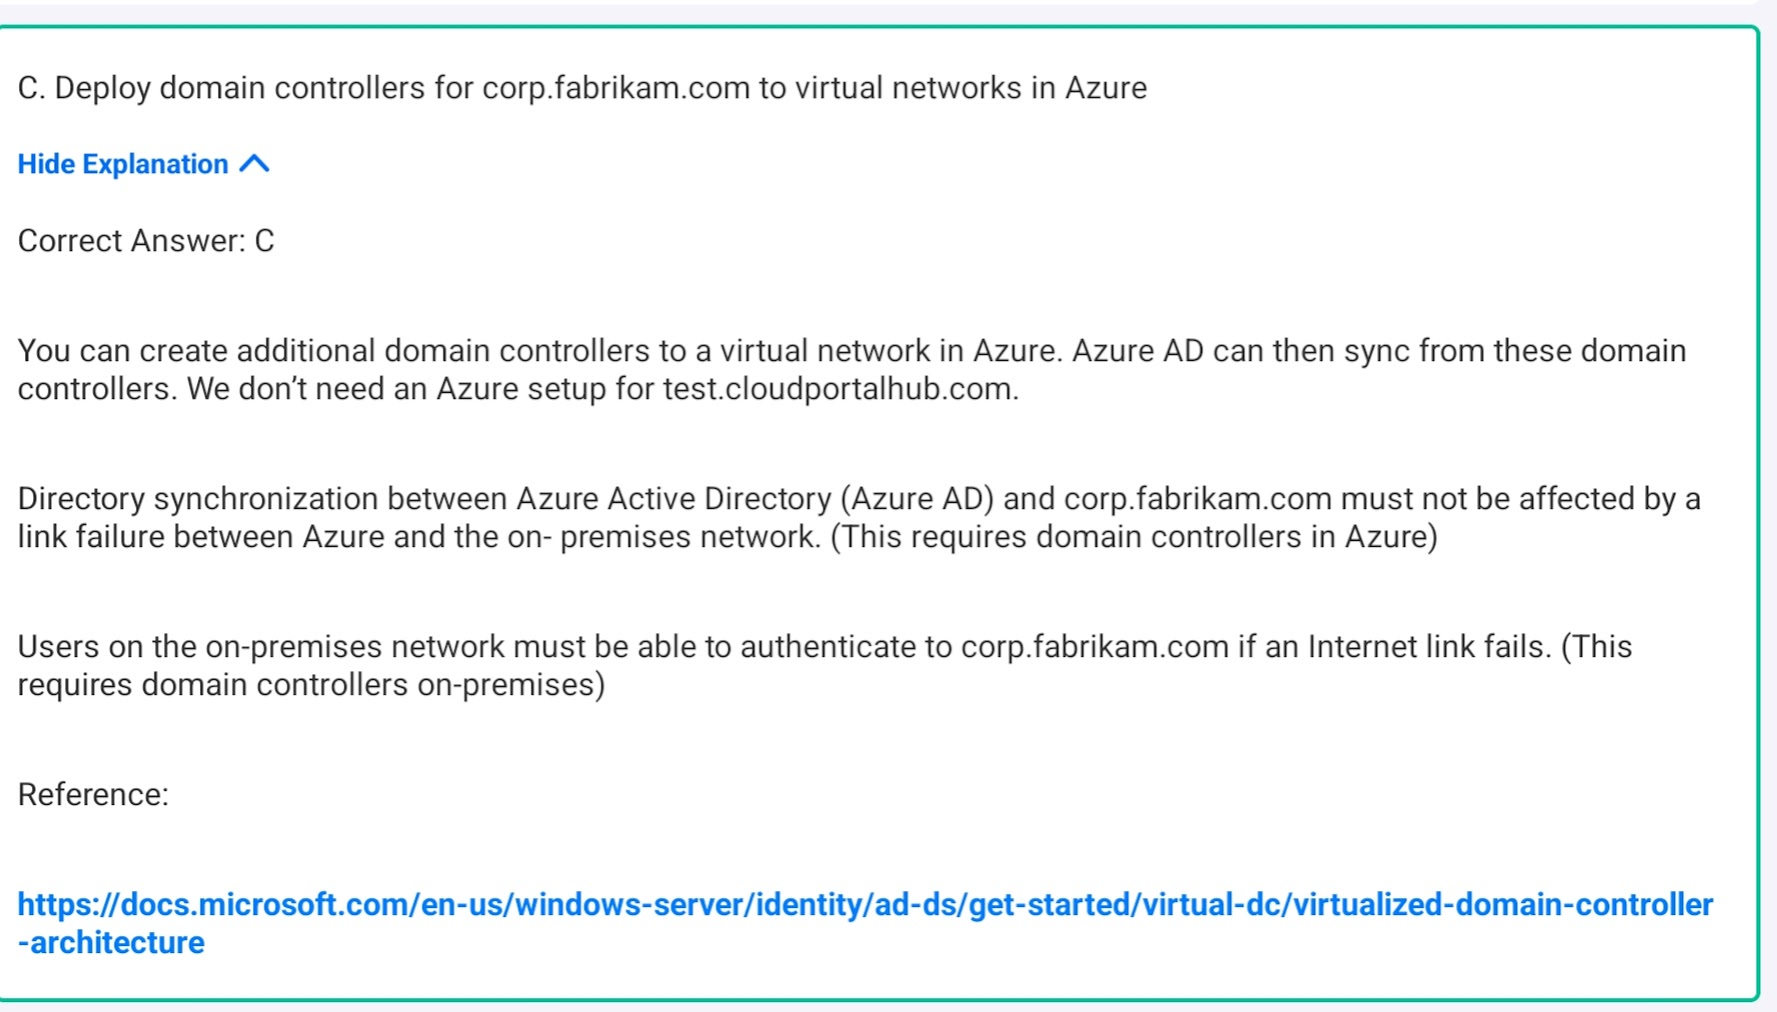 C. Deploy domain controllers for corp.fabrikam.com to virtual networks in Azure
Hide Explanation
Correct Answer: C
You can create additional domain controllers to a virtual network in Azure. Azure AD can then sync from these domain
controllers. We don’t need an Azure setup for test.cloudportalhub.com.
Directory synchronization between Azure Active Directory (Azure AD) and corp.fabrikam.com must not be affected by a
link failure between Azure and the on- premises network. (This requires domain controllers in Azure)
Users on the on-premises network must be able to authenticate to corp.fabrikam.com if an Internet link fails. (This
requires domain controllers on-premises)
Reference:
https://docs.microsoft.com/en-us/windows-server/identity/ad-ds/get-started/virtual-dc/virtualized-domain-controller
-architecture